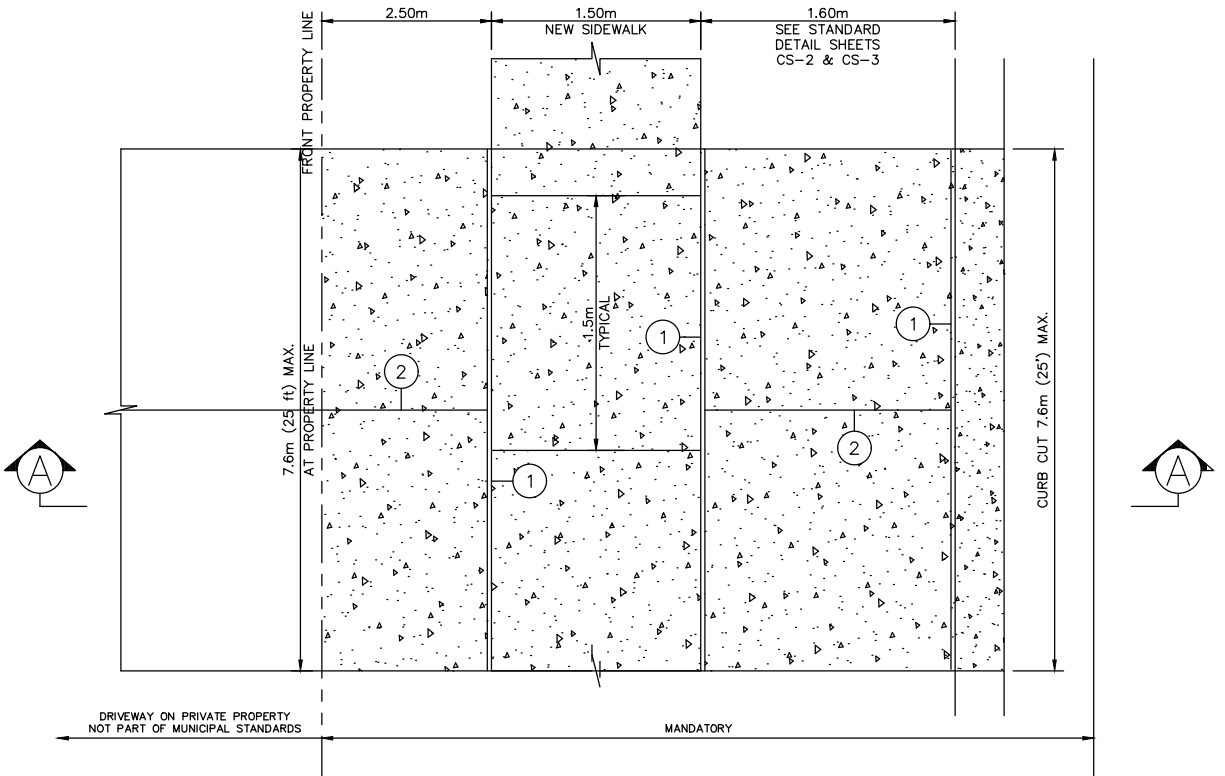 2.50m
1.50m
NEW SIDEWALK
1.60m
SEE STANDARD
DETAIL SHEETS
CS-2 & CS-3
FRONT PROPERTY LINE
7.6m (25 ft) MAX.
AT PROPERTY LINE
1.5m
TYPICAL
1
1
2
2
1
CURB CUT 7.6m (25') MAX.
A
A
DRIVEWAY ON PRIVATE PROPERTY
NOT PART OF MUNICIPAL STANDARDS
MANDATORY